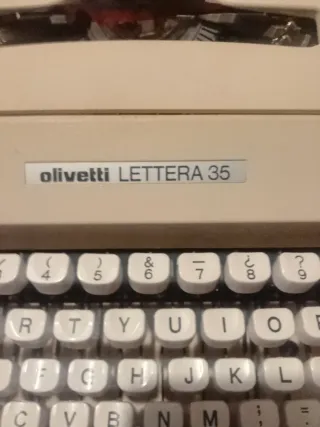 olivetti LETTERA 35
( ) & _ ¿ ?
4 5 6 7 8 9
R T Y U I O
F G H J K L
C V B N M ; :